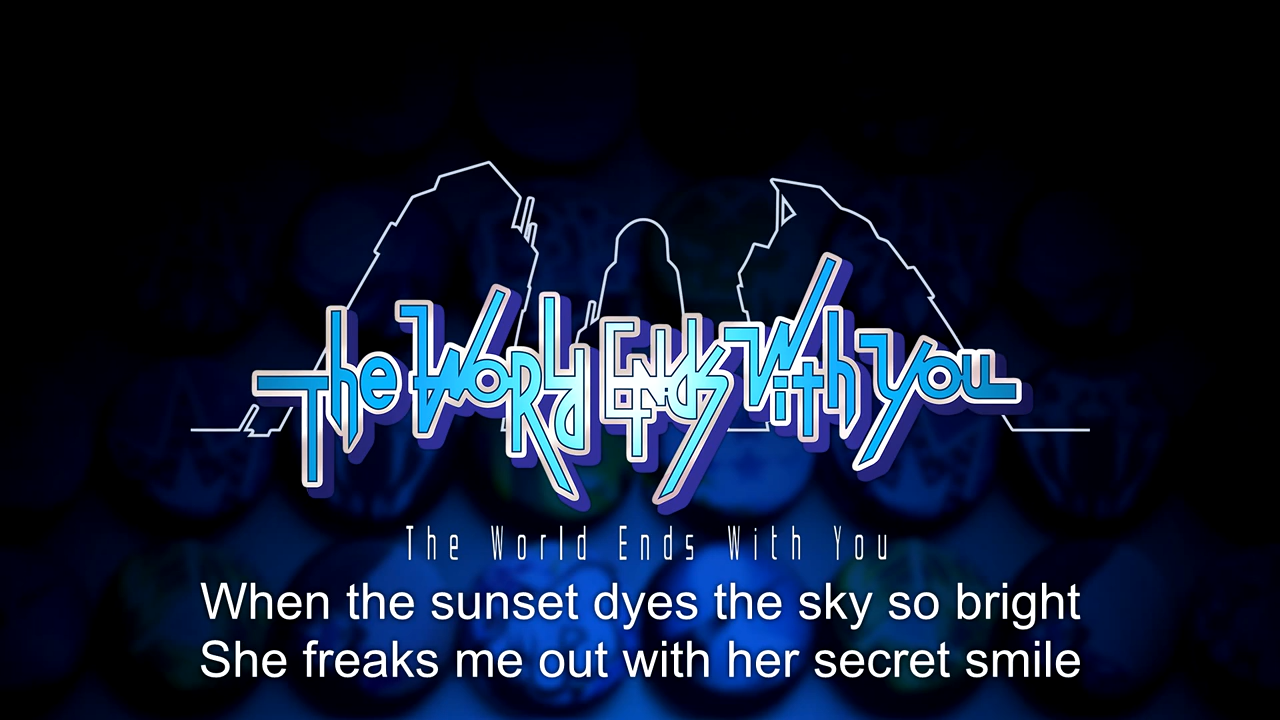 The World Ends With You
The World Ends With You
When the sunset dyes the sky so bright
She freaks me out with her secret smile